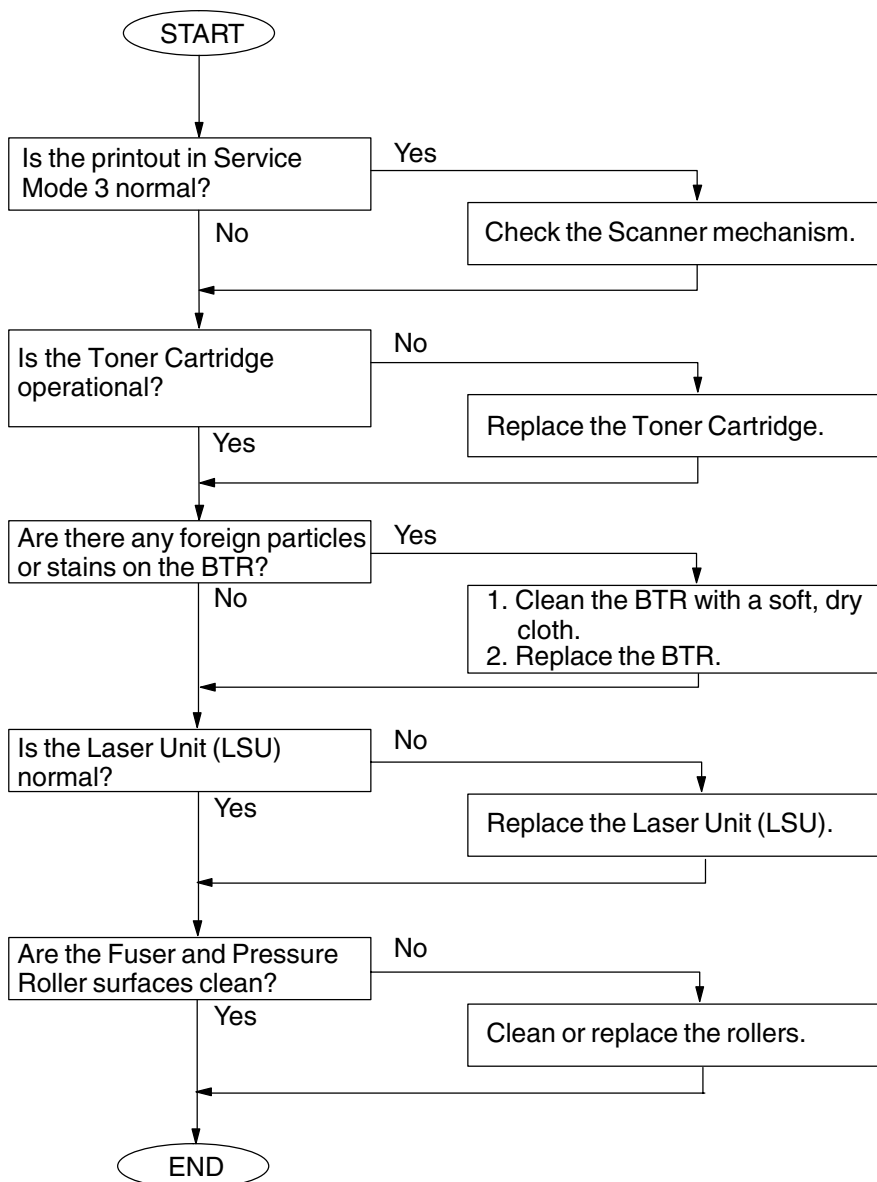 START
Is the printout in Service
Mode 3 normal?
Yes
No
Check the Scanner mechanism.
Is the Toner Cartridge
operational?
No
Yes
Replace the Toner Cartridge.
Are there any foreign particles
or stains on the BTR?
Yes
No
1. Clean the BTR with a soft, dry
cloth.
2. Replace the BTR.
Is the Laser Unit (LSU)
normal?
No
Yes
Replace the Laser Unit (LSU).
Are the Fuser and Pressure
Roller surfaces clean?
No
Yes
Clean or replace the rollers.
END